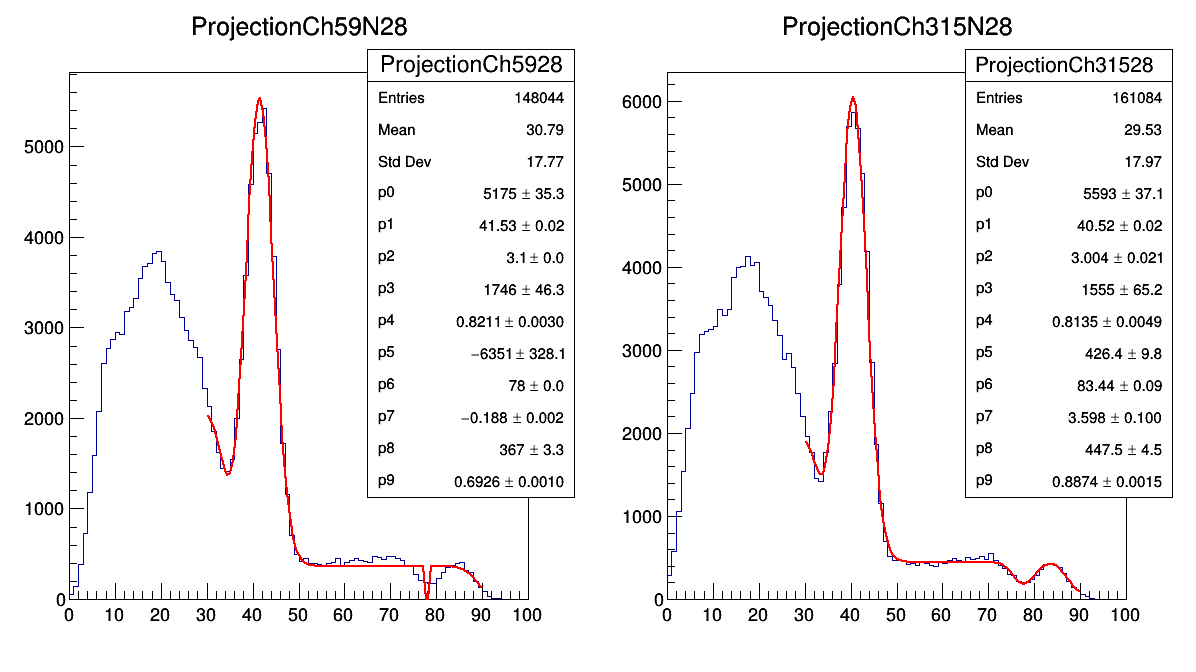 ProjectionCh59N28
ProjectionCh5928
Entries 148044
Mean 30.79
Std Dev 17.77
p0 5175 ± 35.3
p1 41.53 ± 0.02
p2 3.1 ± 0.0
p3 1746 ± 46.3
p4 0.8211 ± 0.0030
p5 −6351 ± 328.1
p6 78 ± 0.0
p7 −0.188 ± 0.002
p8 367 ± 3.3
p9 0.6926 ± 0.0010
5000
4000
3000
2000
1000
0
0 10 20 30 40 50 60 70 80 90 100
ProjectionCh315N28
ProjectionCh31528
Entries 161084
Mean 29.53
Std Dev 17.97
p0 5593 ± 37.1
p1 40.52 ± 0.02
p2 3.004 ± 0.021
p3 1555 ± 65.2
p4 0.8135 ± 0.0049
p5 426.4 ± 9.8
p6 83.44 ± 0.09
p7 3.598 ± 0.100
p8 447.5 ± 4.5
p9 0.8874 ± 0.0015
6000
5000
4000
3000
2000
1000
0
0 10 20 30 40 50 60 70 80 90 100